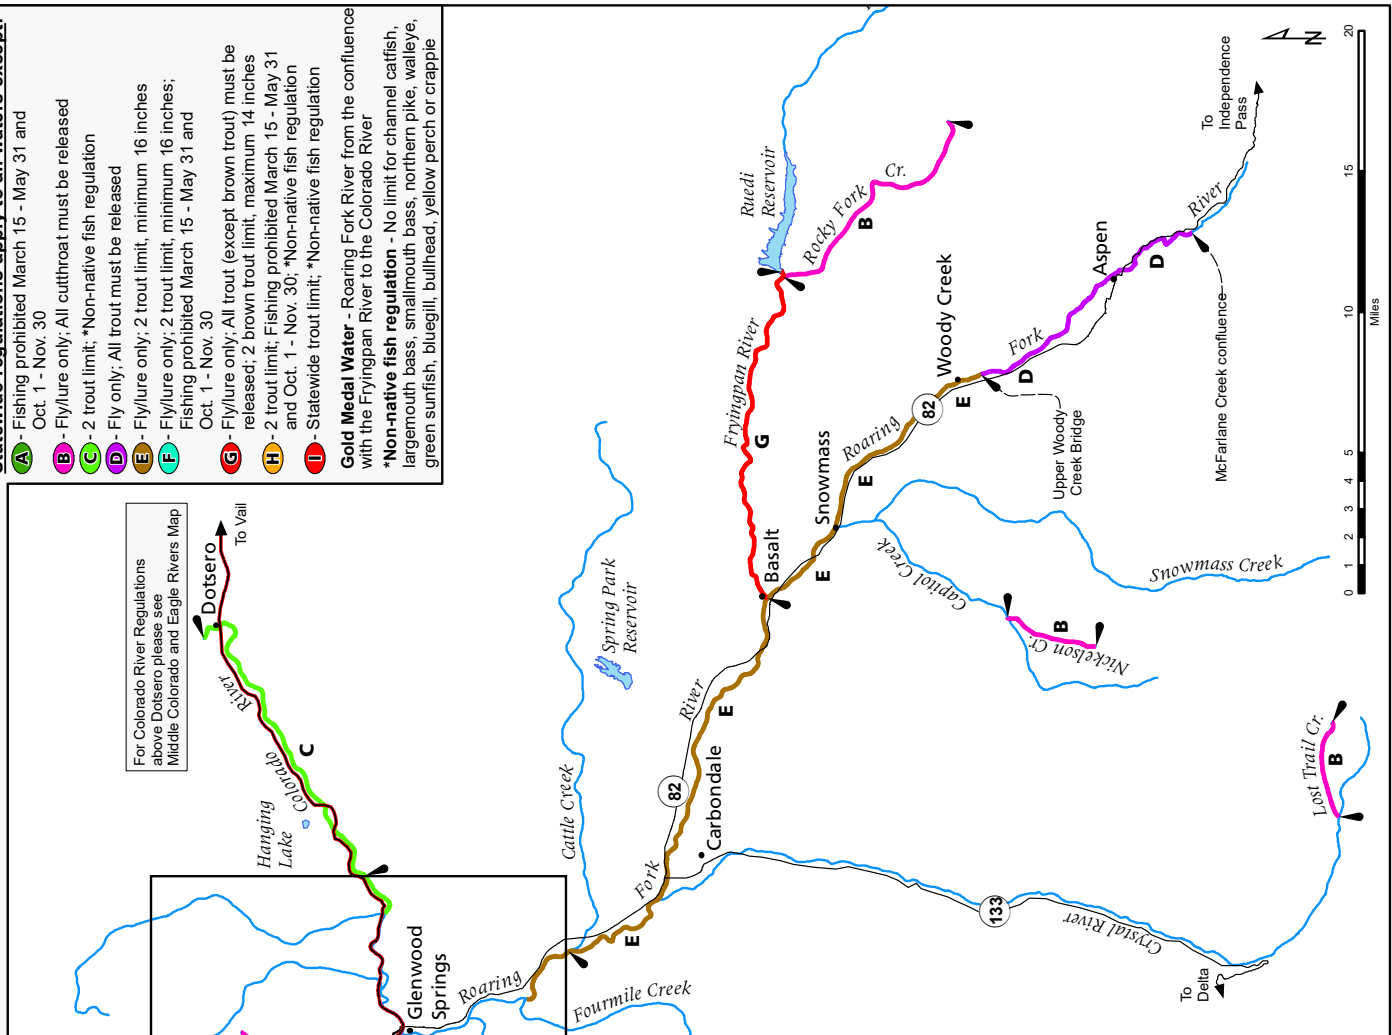 Statewide regulations apply to all waters except:
A - Fishing prohibited March 15 - May 31 and
Oct. 1 - Nov. 30
B - Fly/lure only; All cutthroat must be released
C - 2 trout limit; *Non-native fish regulation
D - Fly only; All trout must be released
E - Fly/lure only; 2 trout limit, minimum 16 inches
F - Fly/lure only; 2 trout limit, minimum 16 inches;
Fishing prohibited March 15 - May 31 and
Oct. 1 - Nov. 30
G - Fly/lure only; All trout (except brown trout) must be
released; 2 brown trout limit, maximum 14 inches
H - 2 trout limit; Fishing prohibited March 15 - May 31
and Oct. 1 - Nov. 30; *Non-native fish regulation
I - Statewide trout limit; *Non-native fish regulation
Gold Medal Water - Roaring Fork River from the confluence
with the Fryingpan River to the Colorado River
*Non-native fish regulation - No limit for channel catfish,
largemouth bass, smallmouth bass, northern pike, walleye,
green sunfish, bluegill, bullhead, yellow perch or crappie
For Colorado River Regulations
above Dotsero please see
Middle Colorado and Eagle Rivers Map
To Vail
Dotsero
River
Colorado
C
Hanging
Lake
Glenwood
Springs
Roaring
Fourmile Creek
E
Fork
Cattle Creek
Spring Park
Reservoir
River
82
Carbondale
E
133
Crystal River
To
Delta
Basalt
Fryingpan River
G
Ruedi
Reservoir
Rocky Fork
Cr.
B
Snowmass
E
E
Roaring
82
E
Woody Creek
Fork
D
Aspen
D
River
To
Independence
Pass
Upper Woody
Creek Bridge
McFarlane Creek confluence
Capitol Creek
Snowmass Creek
Nickelson Cr.
B
Lost Trail Cr.
B
N
0 1 2 3 4 5 10 15 20
Miles